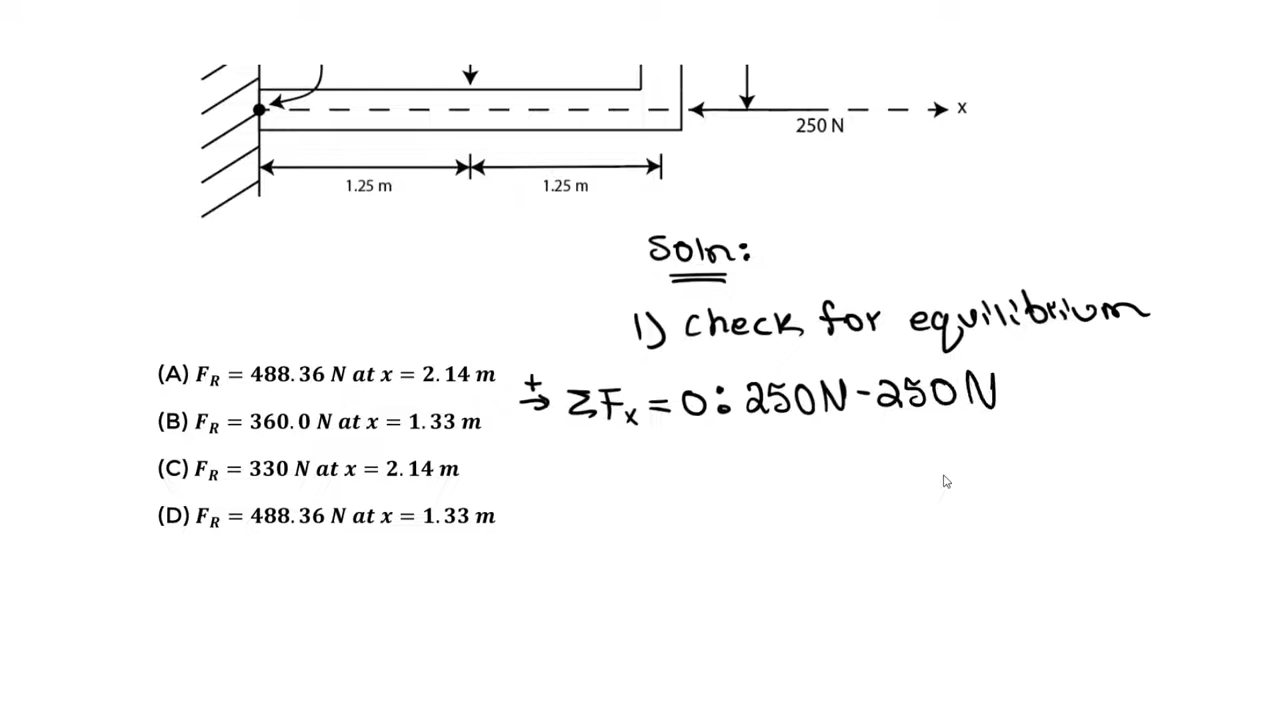 x
250 N
1.25 m 1.25 m
Soln:
1) check for equilibrium
(A) F_R = 488.36 N at x = 2.14 m
+→ ΣFx = 0: 250N - 250N
(B) F_R = 360.0 N at x = 1.33 m
(C) F_R = 330 N at x = 2.14 m
(D) F_R = 488.36 N at x = 1.33 m